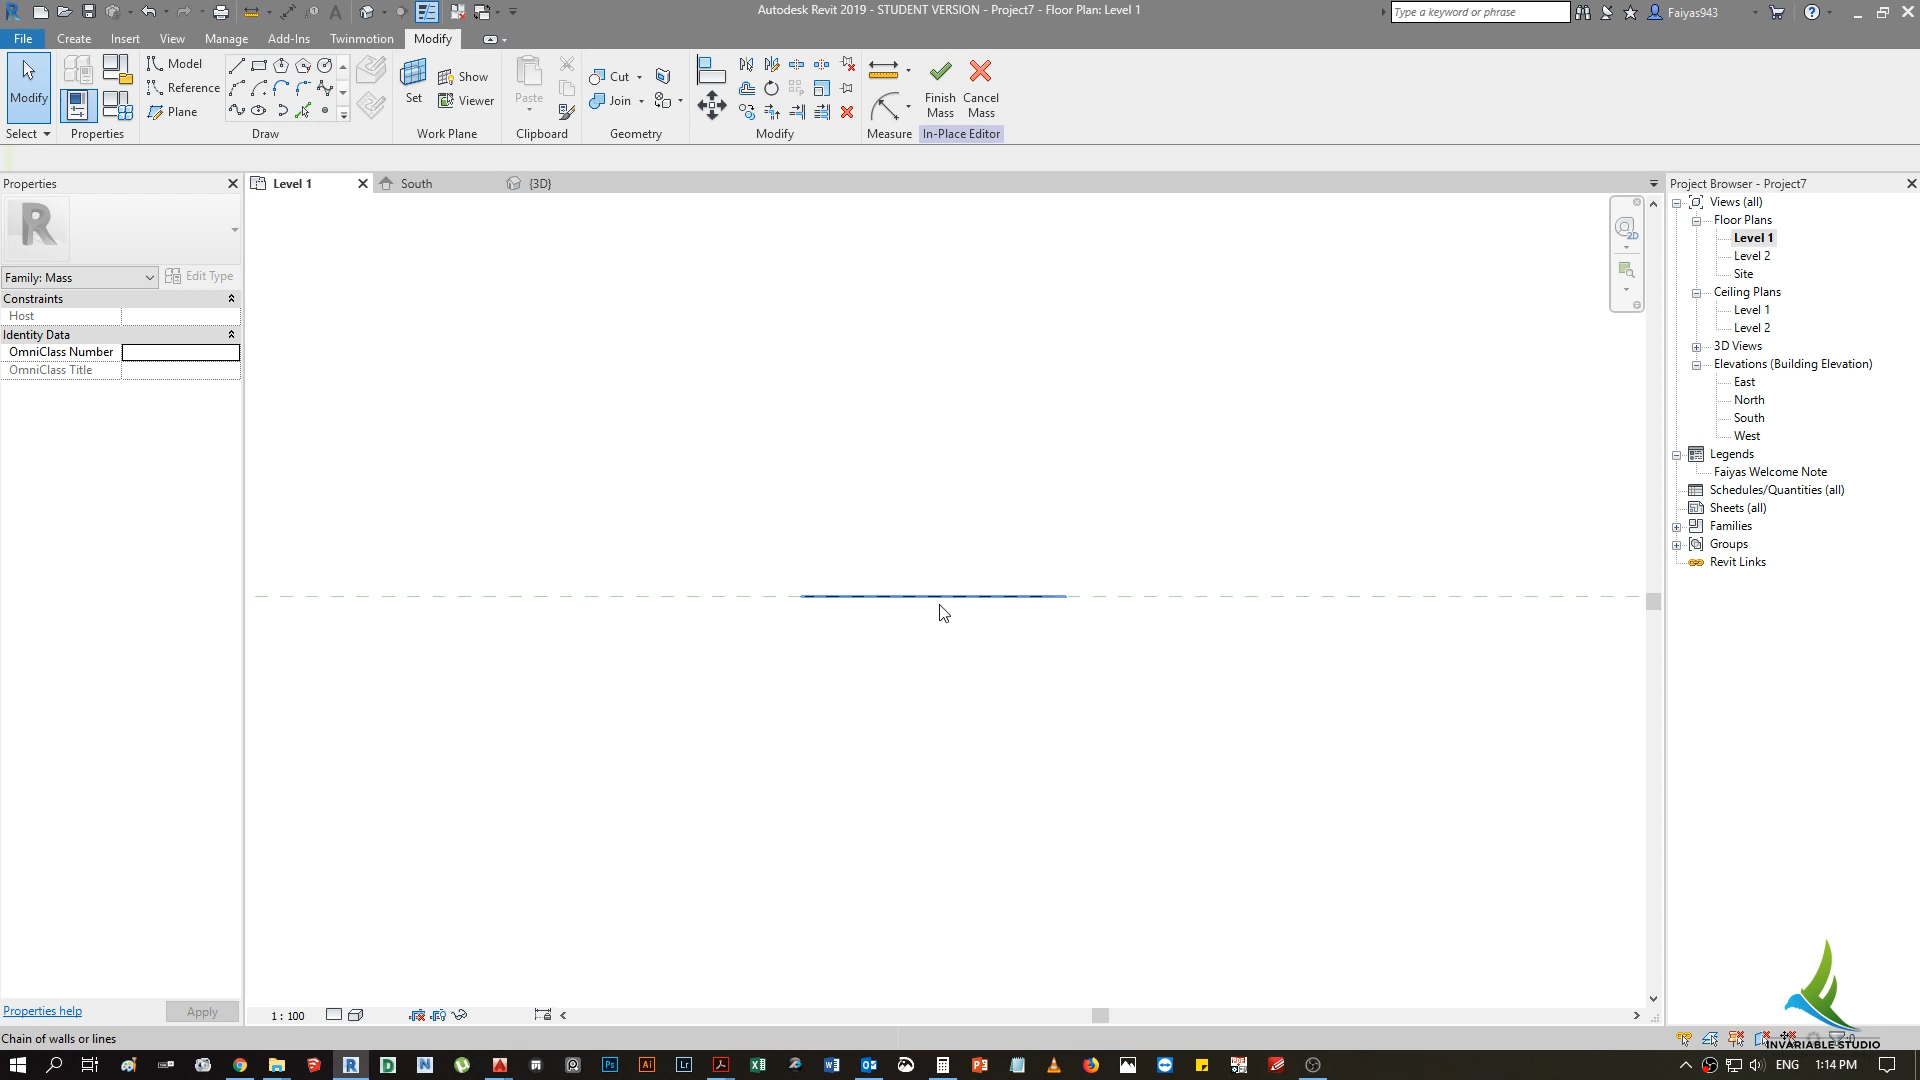 Autodesk Revit 2019 - STUDENT VERSION - Project7 - Floor Plan: Level 1
Type a keyword or phrase
Faiyas943
File Create Insert View Manage Add-Ins Twinmotion Modify
Modify
Select
Properties
Model
Reference
Plane
Draw
Set
Show
Viewer
Work Plane
Paste
Clipboard
Cut
Join
Geometry
Modify
Measure
Finish Mass
Cancel Mass
In-Place Editor
Properties
R
Family: Mass
Edit Type
Constraints
Host
Identity Data
OmniClass Number
OmniClass Title
Properties help
Apply
Level 1
South
{3D}
2D
Project Browser - Project7
Views (all)
Floor Plans
Level 1
Level 2
Site
Ceiling Plans
Level 1
Level 2
3D Views
Elevations (Building Elevation)
East
North
South
West
Legends
Faiyas Welcome Note
Schedules/Quantities (all)
Sheets (all)
Families
Groups
Revit Links
1 : 100
Chain of walls or lines
INVARIABLE STUDIO
ENG
1:14 PM